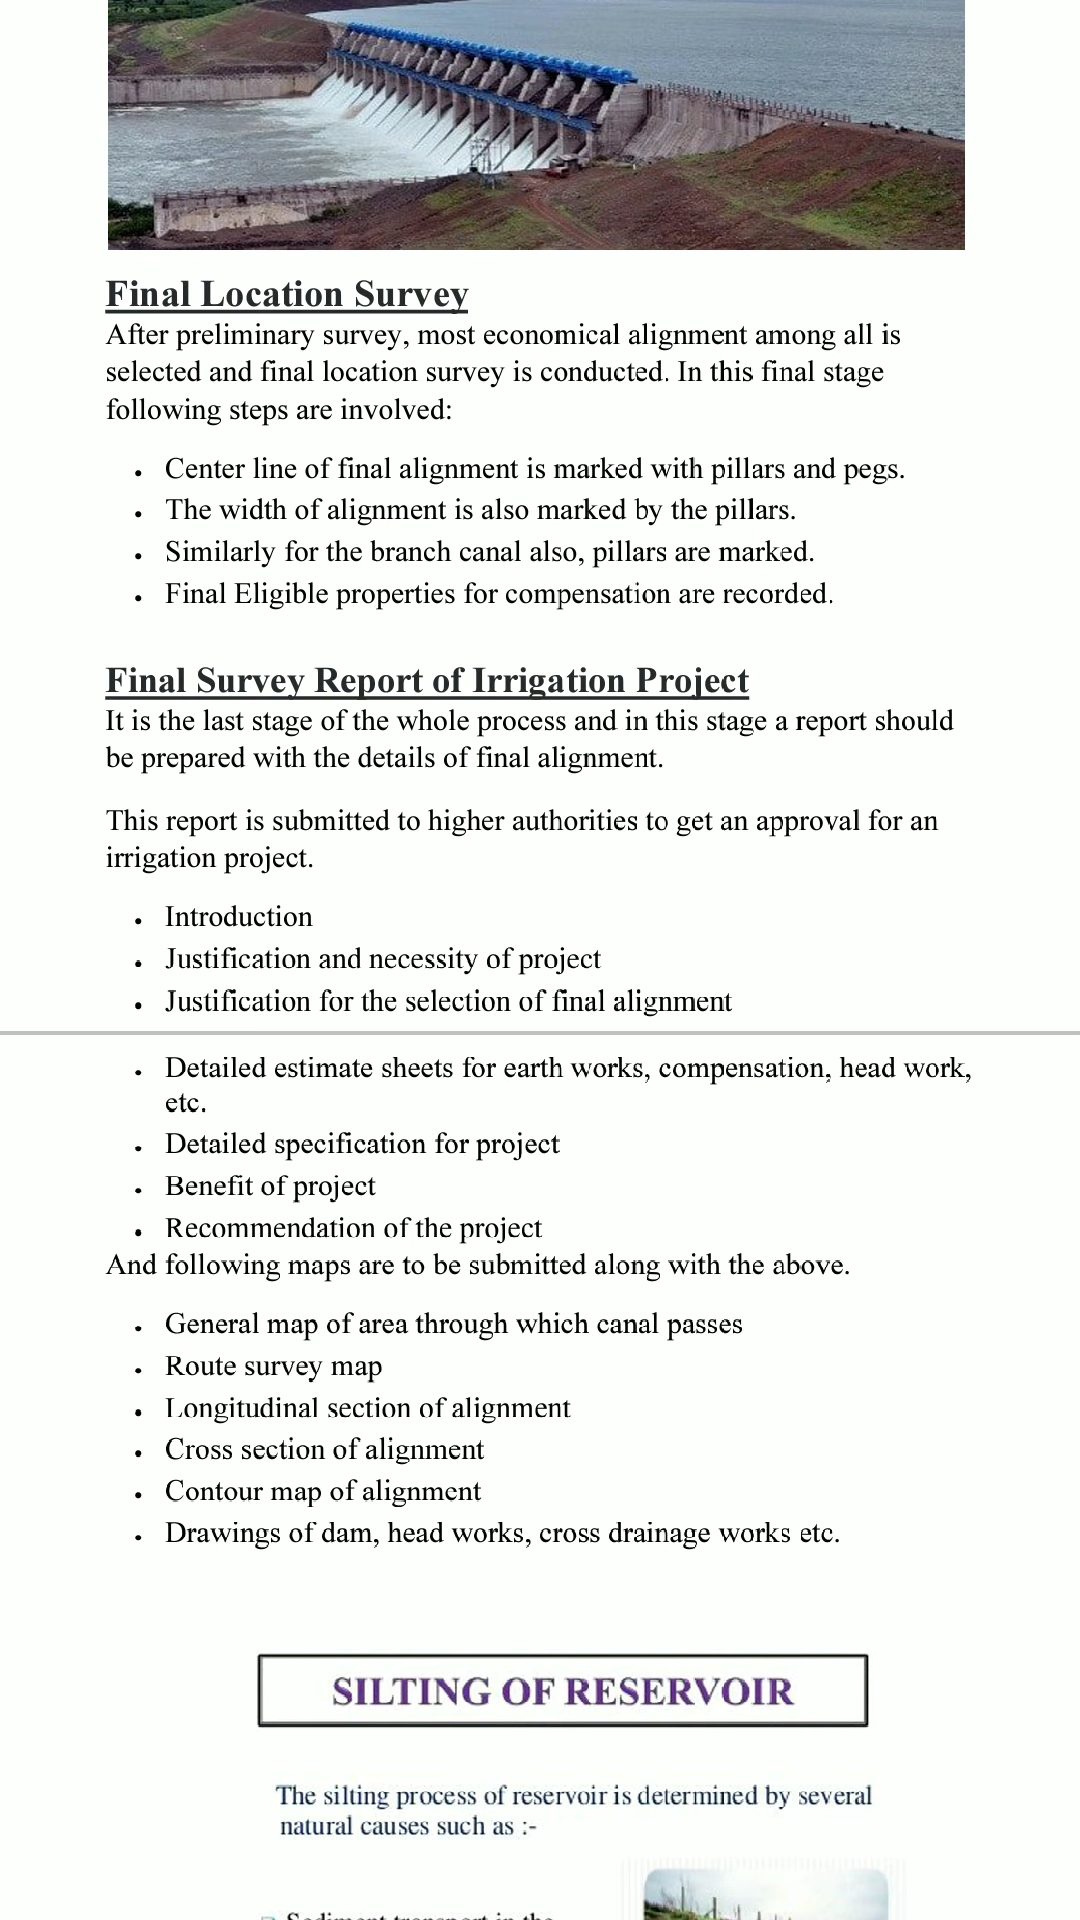 Final Location Survey
After preliminary survey, most economical alignment among all is
selected and final location survey is conducted. In this final stage
following steps are involved:
• Center line of final alignment is marked with pillars and pegs.
• The width of alignment is also marked by the pillars.
• Similarly for the branch canal also, pillars are marked.
• Final Eligible properties for compensation are recorded.
Final Survey Report of Irrigation Project
It is the last stage of the whole process and in this stage a report should
be prepared with the details of final alignment.
This report is submitted to higher authorities to get an approval for an
irrigation project.
• Introduction
• Justification and necessity of project
• Justification for the selection of final alignment
• Detailed estimate sheets for earth works, compensation, head work,
etc.
• Detailed specification for project
• Benefit of project
• Recommendation of the project
And following maps are to be submitted along with the above.
• General map of area through which canal passes
• Route survey map
• Longitudinal section of alignment
• Cross section of alignment
• Contour map of alignment
• Drawings of dam, head works, cross drainage works etc.
SILTING OF RESERVOIR
The silting process of reservoir is determined by several
natural causes such as :-
Sediment transport in the